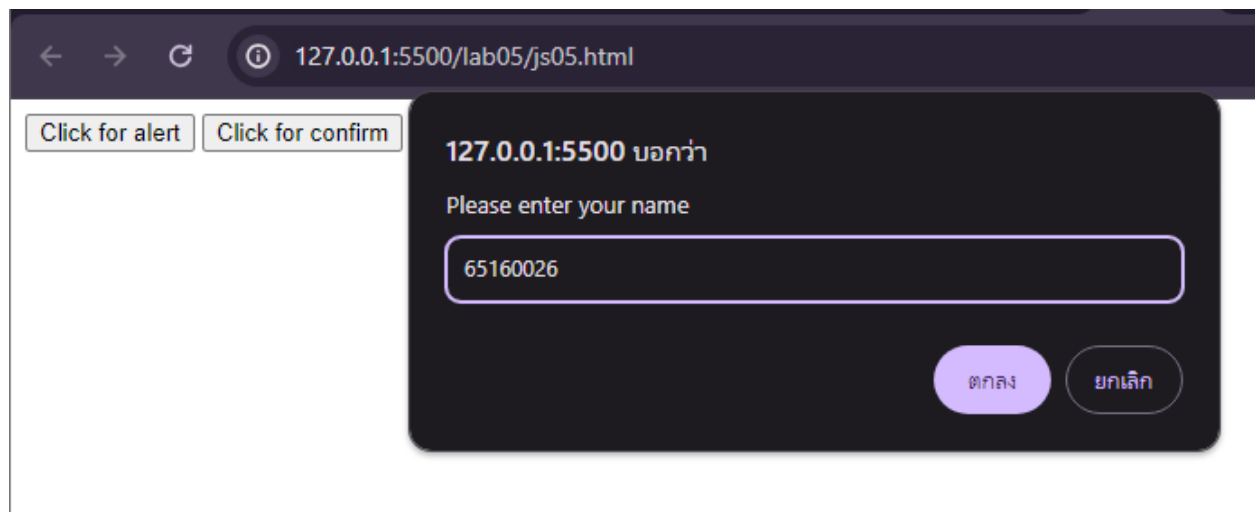 127.0.0.1:5500/lab05/js05.html
Click for alert Click for confirm
127.0.0.1:5500 บอกว่า
Please enter your name
65160026
ตกลง ยกเลิก